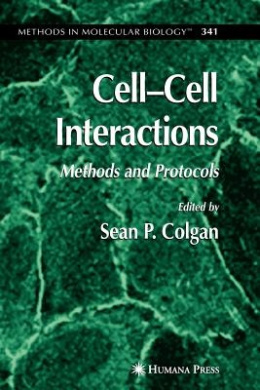 METHODS IN MOLECULAR BIOLOGY™ 341
Cell–Cell
Interactions
Methods and Protocols
Edited by
Sean P. Colgan
HUMANA PRESS